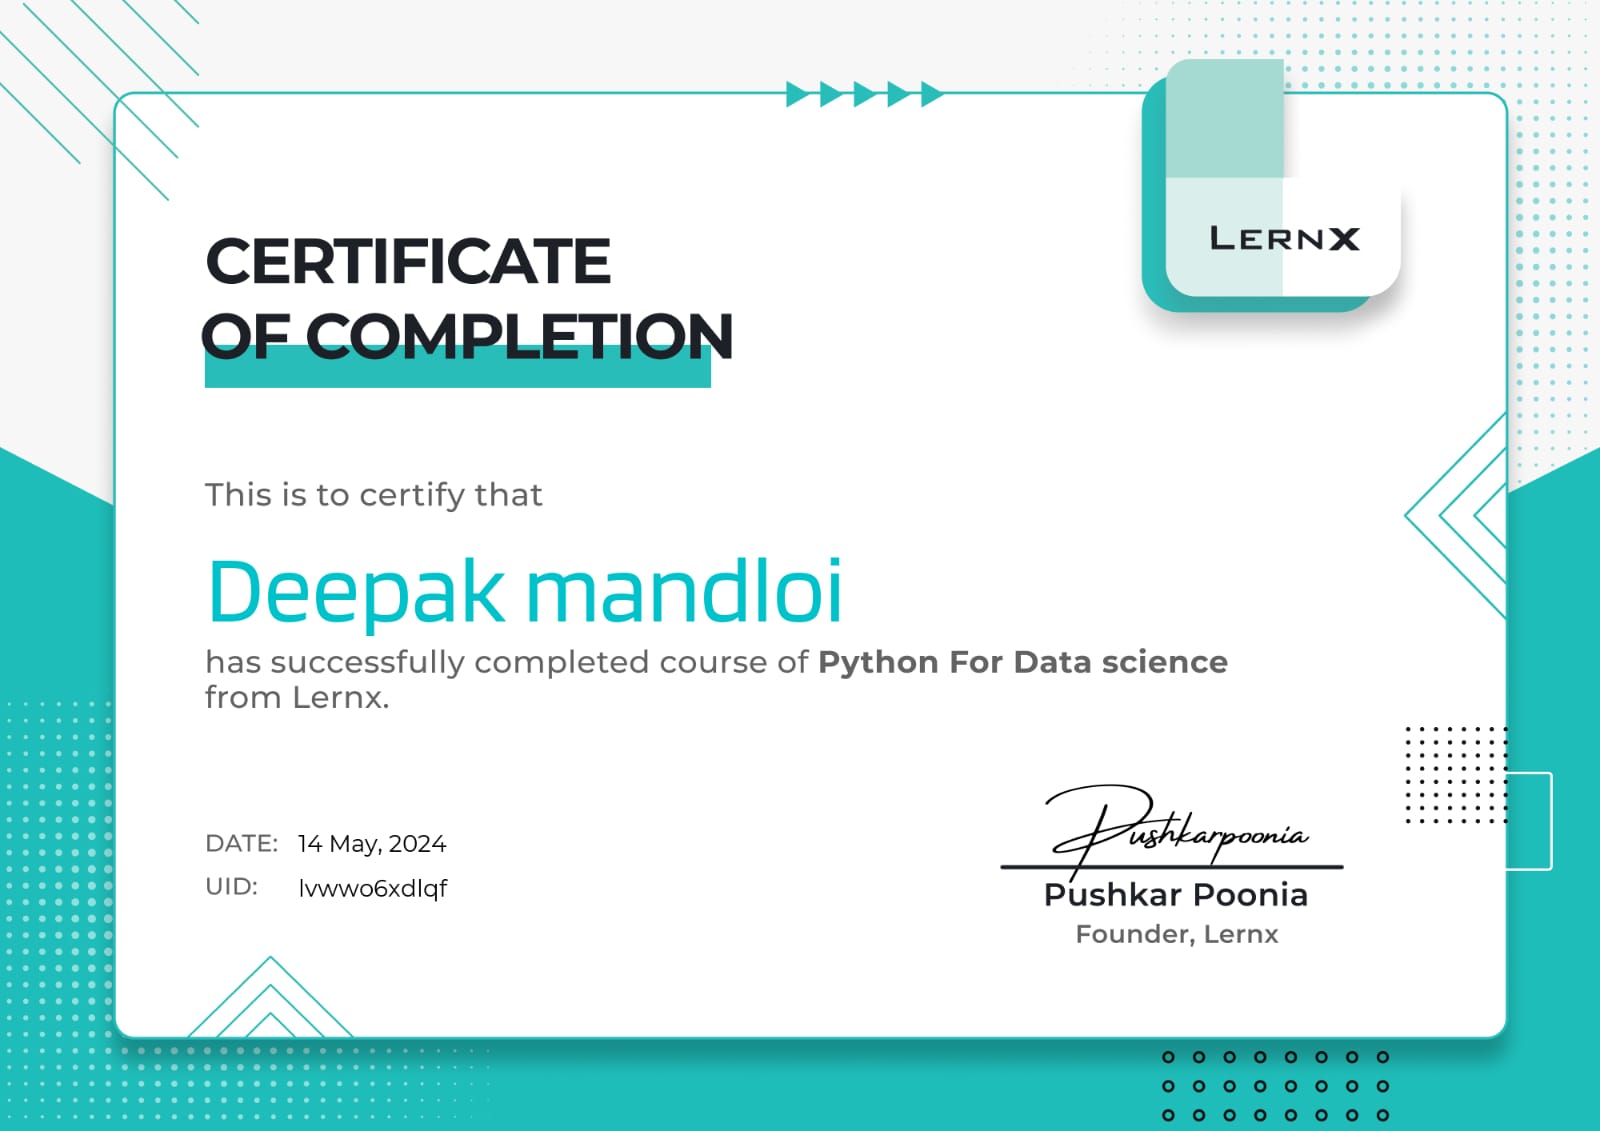 LERNX
CERTIFICATE
OF COMPLETION
This is to certify that
Deepak mandloi
has successfully completed course of Python For Data science
from Lernx.
DATE: 14 May, 2024
UID: lvwwo6xdlqf
Pushkarpoonia
Pushkar Poonia
Founder, Lernx